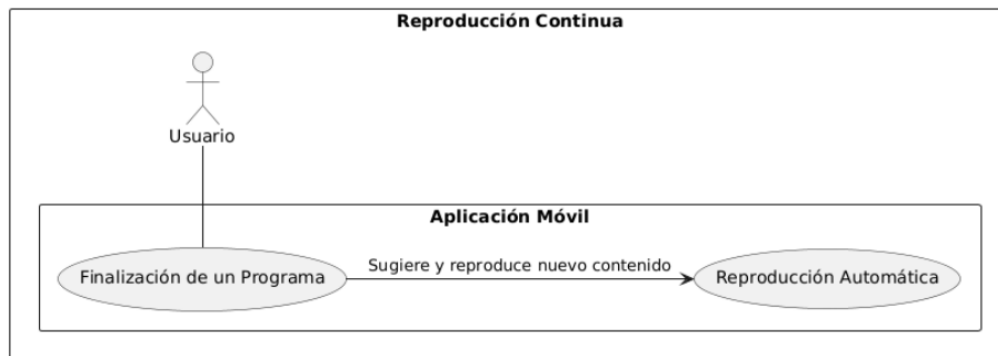 Reproducción Continua
Usuario
Aplicación Móvil
Finalización de un Programa
Sugiere y reproduce nuevo contenido
Reproducción Automática